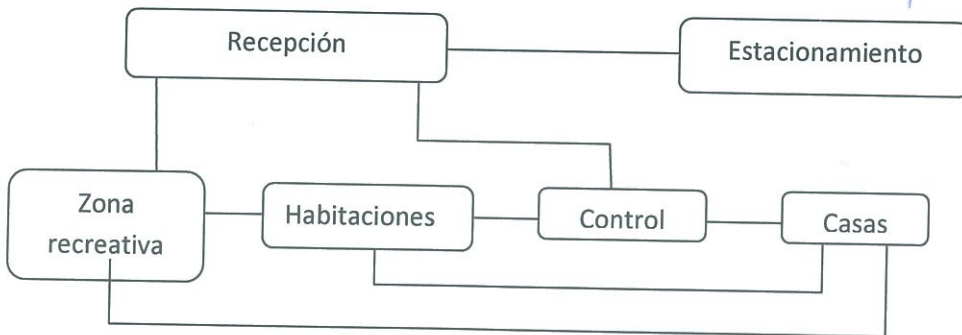 Recepción
Estacionamiento
Zona
recreativa
Habitaciones
Control
Casas